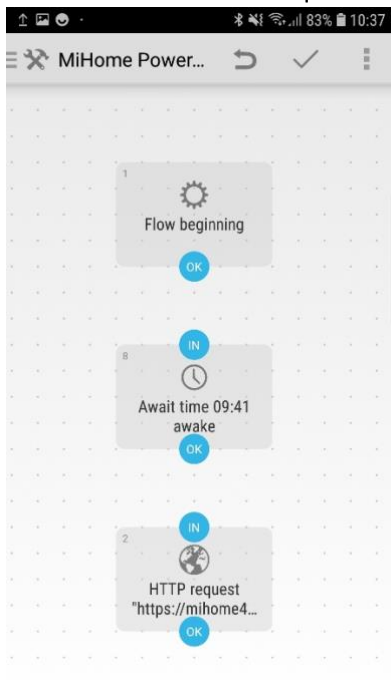 83% 10:37
MiHome Power...
1
Flow beginning
OK
IN
8
Await time 09:41
awake
OK
IN
2
HTTP request
"https://mihome4...
OK